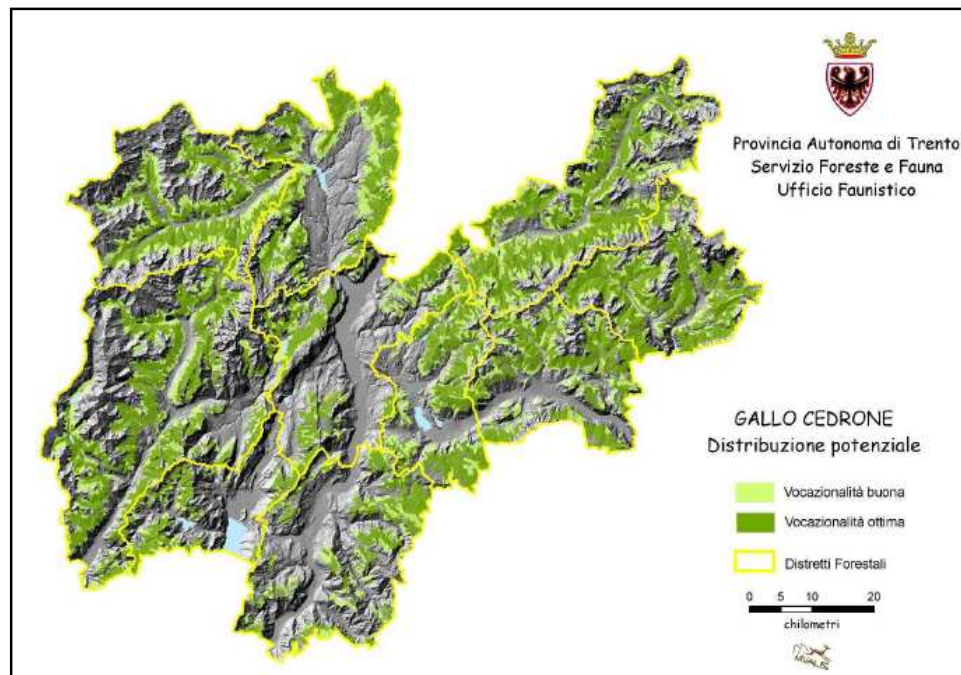 Provincia Autonoma di Trento
Servizio Foreste e Fauna
Ufficio Faunistico
GALLO CEDRONE
Distribuzione potenziale
Vocazionalità buona
Vocazionalità ottima
Distretti Forestali
0 5 10 20
chilometri